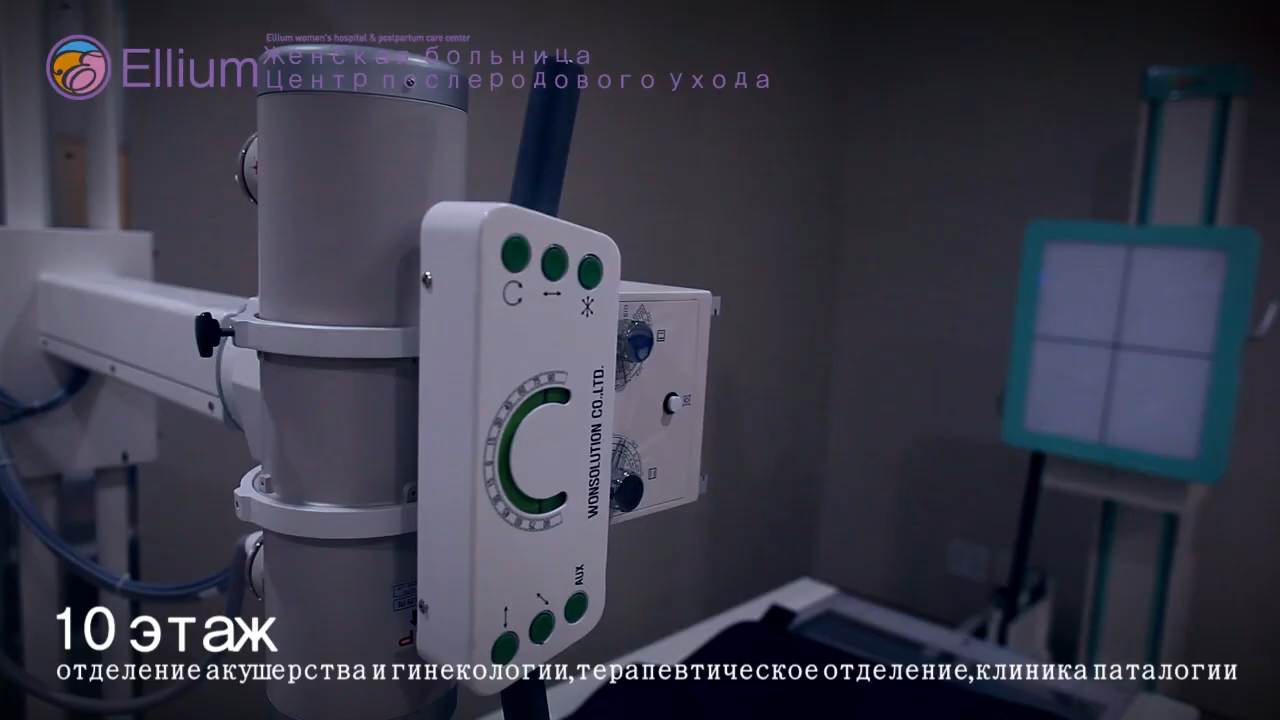 Ellium women's hospital & postpartum care center
Ellium
Женская больница
Центр послеродового ухода
WONSOLUTION CO.,LTD.
AUX
10 этаж
отделение акушерства и гинекологии,терапевтическое отделение,клиника паталогии